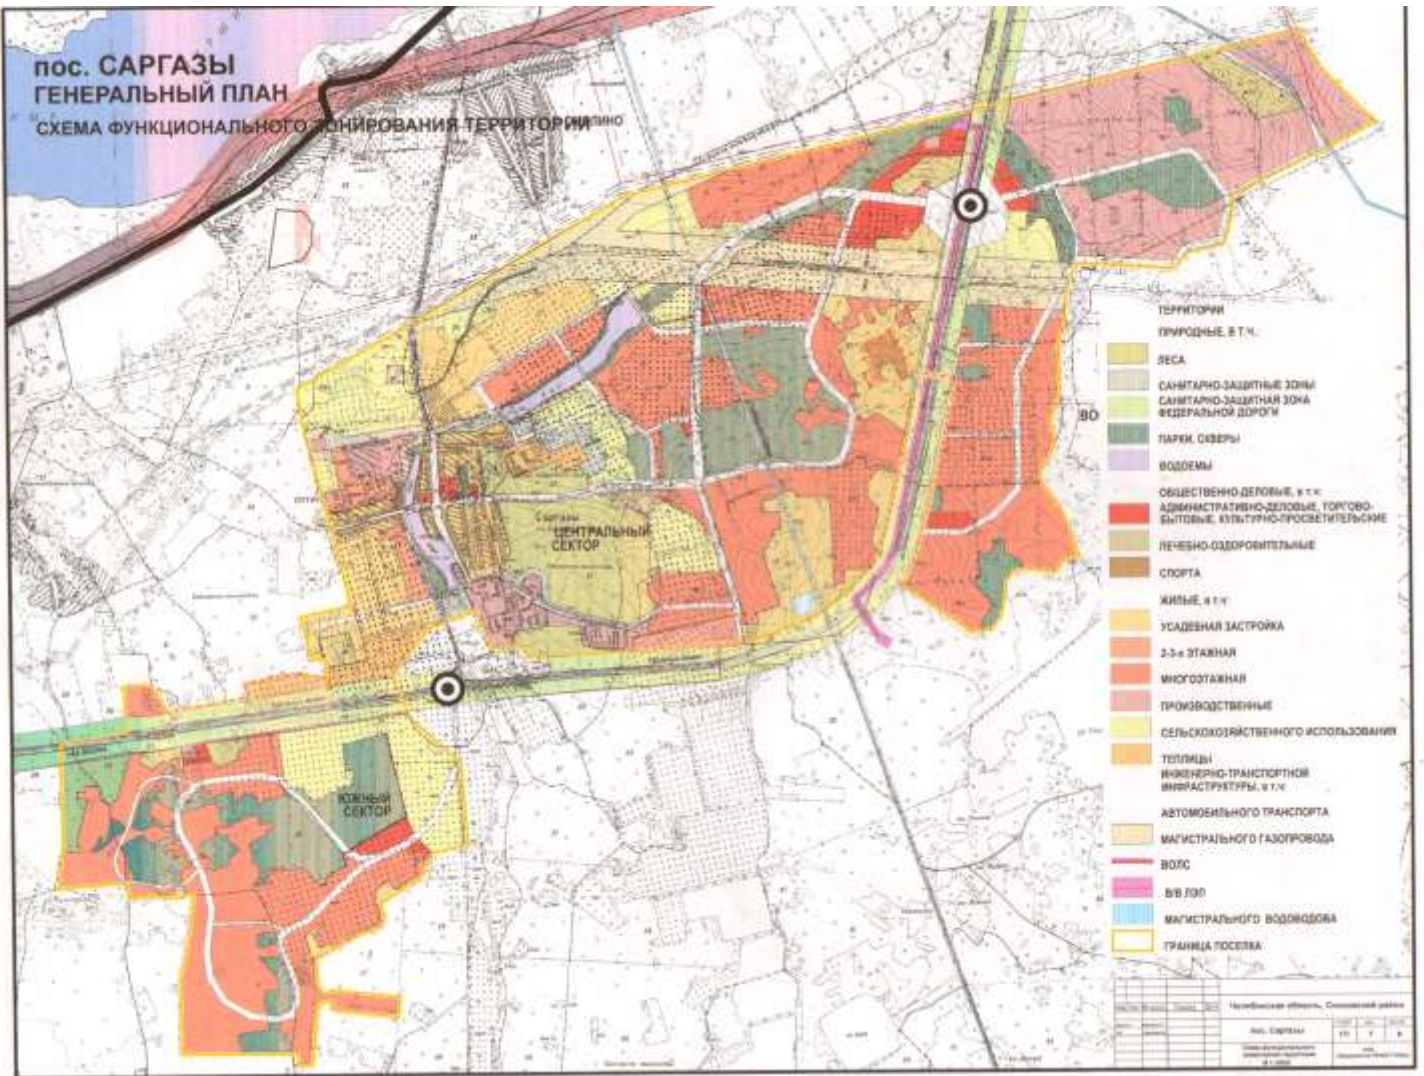 пос. САРГАЗЫ
ГЕНЕРАЛЬНЫЙ ПЛАН
СХЕМА ФУНКЦИОНАЛЬНОГО ЗОНИРОВАНИЯ ТЕРРИТОРИИ
Саргазы
ЦЕНТРАЛЬНЫЙ
СЕКТОР
ЮЖНЫЙ
СЕКТОР
ВО
ТЕРРИТОРИИ
ПРИРОДНЫЕ, В Т.Ч.:
ЛЕСА
САНИТАРНО-ЗАЩИТНЫЕ ЗОНЫ
САНИТАРНО-ЗАЩИТНАЯ ЗОНА
ФЕДЕРАЛЬНОЙ ДОРОГИ
ПАРКИ, СКВЕРЫ
ВОДОЕМЫ
ОБЩЕСТВЕННО-ДЕЛОВЫЕ, в т.ч:
АДМИНИСТРАТИВНО-ДЕЛОВЫЕ, ТОРГОВО-
БЫТОВЫЕ, КУЛЬТУРНО-ПРОСВЕТИТЕЛЬСКИЕ
ЛЕЧЕБНО-ОЗДОРОВИТЕЛЬНЫЕ
СПОРТА
ЖИЛЫЕ, в т.ч:
УСАДЕБНАЯ ЗАСТРОЙКА
2-3-х ЭТАЖНАЯ
МНОГОЭТАЖНАЯ
ПРОИЗВОДСТВЕННЫЕ
СЕЛЬСКОХОЗЯЙСТВЕННОГО ИСПОЛЬЗОВАНИЯ
ТЕПЛИЦЫ
ИНЖЕНЕРНО-ТРАНСПОРТНОЙ
ИНФРАСТРУКТУРЫ, в т.ч:
АВТОМОБИЛЬНОГО ТРАНСПОРТА
МАГИСТРАЛЬНОГО ГАЗОПРОВОДА
ВОЛС
В/В ЛЭП
МАГИСТРАЛЬНОГО ВОДОВОДОВА
ГРАНИЦА ПОСЕЛКА
Челябинская область, Сосновский район
пос. Саргазы